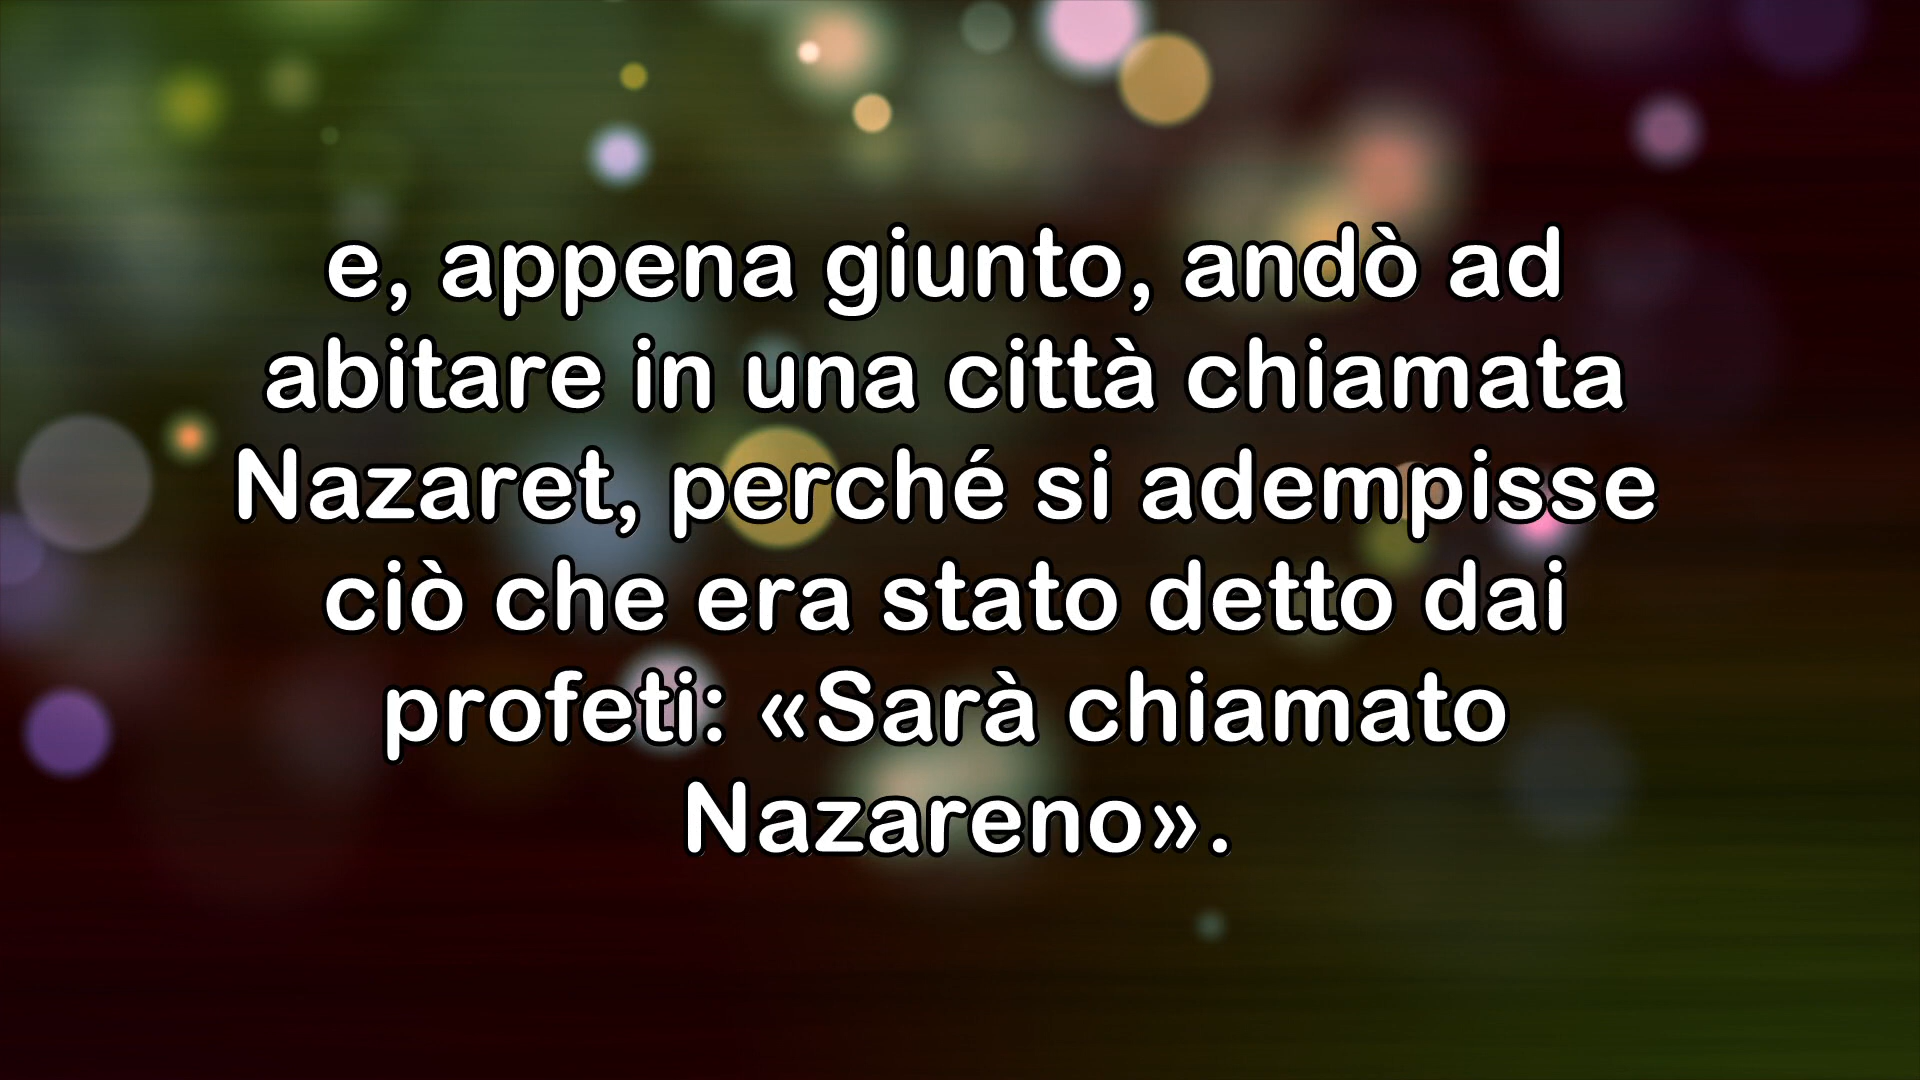 e, appena giunto, andò ad
abitare in una città chiamata
Nazaret, perché si adempisse
ciò che era stato detto dai
profeti: «Sarà chiamato
Nazareno».